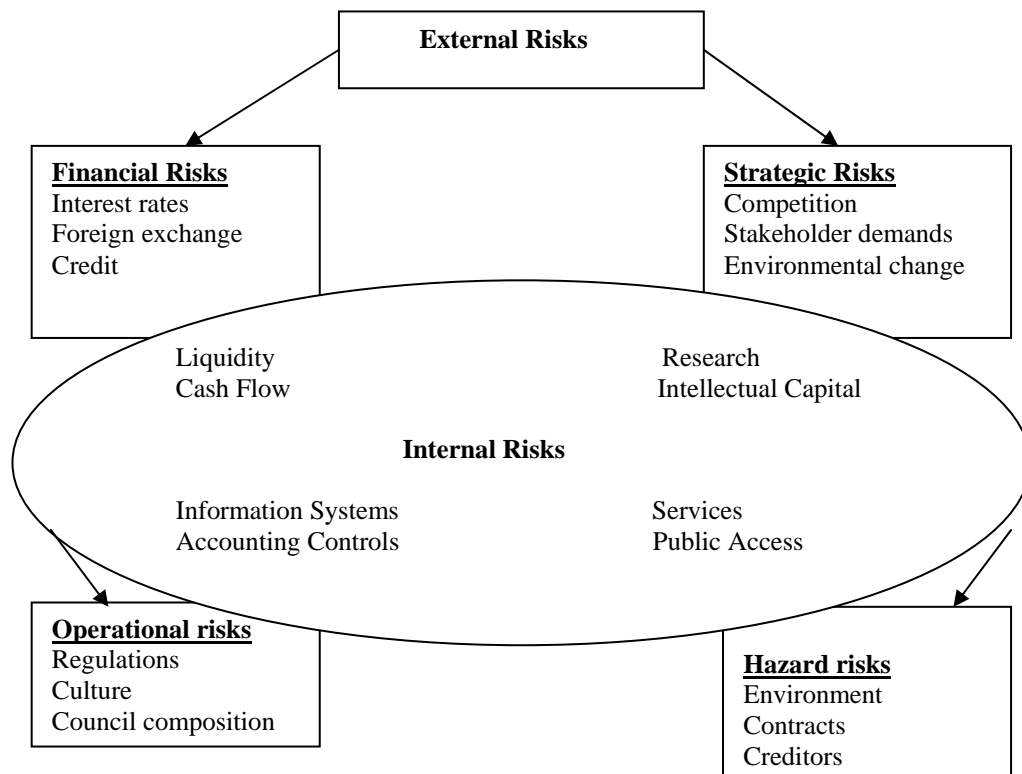 External Risks
Financial Risks
Interest rates
Foreign exchange
Credit
Strategic Risks
Competition
Stakeholder demands
Environmental change
Liquidity
Cash Flow
Research
Intellectual Capital
Internal Risks
Information Systems
Accounting Controls
Services
Public Access
Operational risks
Regulations
Culture
Council composition
Hazard risks
Environment
Contracts
Creditors